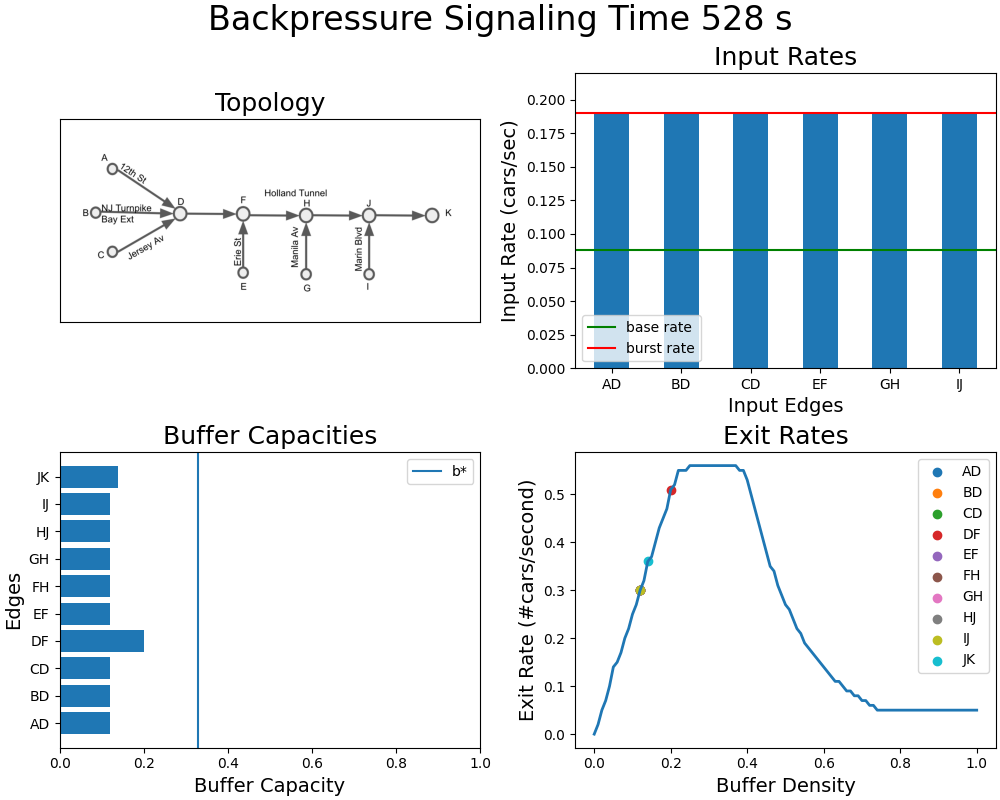 Backpressure Signaling Time 528 s
Topology
A
12th St
B
NJ Turnpike
Bay Ext
C
Jersey Av
D
F
Holland Tunnel
H
J
K
Erie St
Manila Av
Marin Blvd
E
G
I
Input Rates
Input Rate (cars/sec)
0.200
0.175
0.150
0.125
0.100
0.075
0.050
0.025
0.000
base rate
burst rate
AD BD CD EF GH IJ
Input Edges
Buffer Capacities
Edges
JK
IJ
HJ
GH
FH
EF
DF
CD
BD
AD
b*
0.0 0.2 0.4 0.6 0.8 1.0
Buffer Capacity
Exit Rates
Exit Rate (#cars/second)
0.5
0.4
0.3
0.2
0.1
0.0
AD
BD
CD
DF
EF
FH
GH
HJ
IJ
JK
0.0 0.2 0.4 0.6 0.8 1.0
Buffer Density